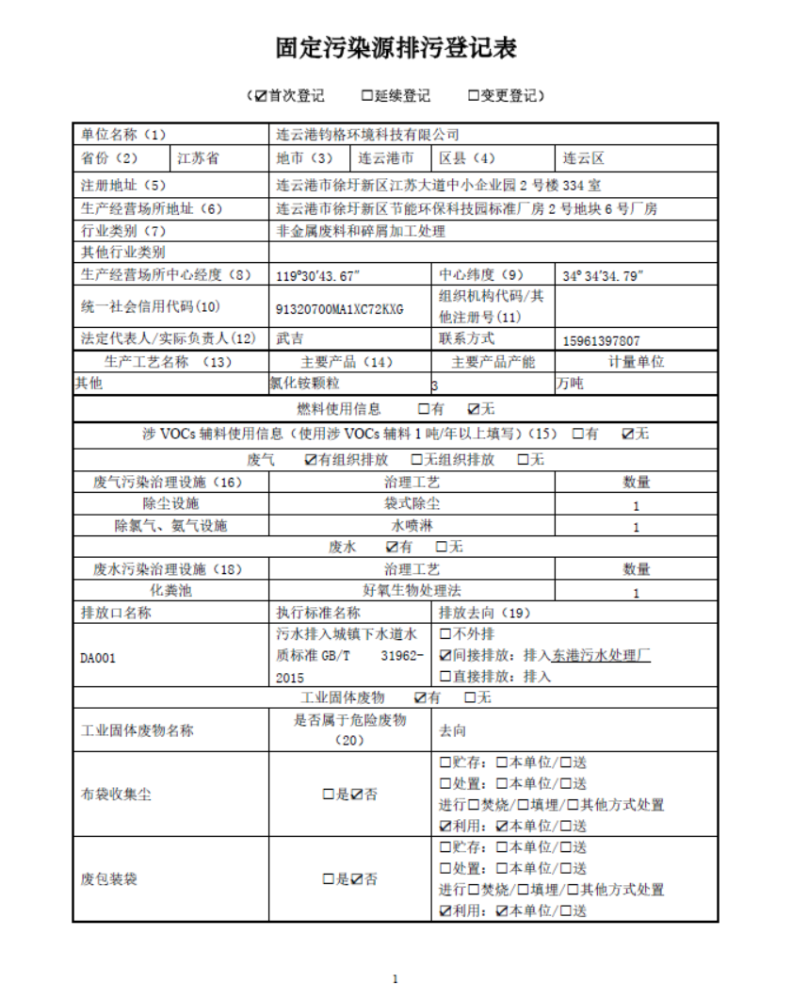 固定污染源排污登记表
（☑首次登记 □延续登记 □变更登记）
单位名称（1） 连云港钧格环境科技有限公司
省份（2） 江苏省 地市（3） 连云港市 区县（4） 连云区
注册地址（5） 连云港市徐圩新区江苏大道中小企业园 2 号楼 334 室
生产经营场所地址（6） 连云港市徐圩新区节能环保科技园标准厂房 2 号地块 6 号厂房
行业类别（7） 非金属废料和碎屑加工处理
其他行业类别
生产经营场所中心经度（8） 119°30′43.67″ 中心纬度（9） 34°34′34.79″
统一社会信用代码(10) 91320700MA1XC72KXG 组织机构代码/其
他注册号(11)
法定代表人/实际负责人(12) 武吉 联系方式 15961397807
生产工艺名称 （13） 主要产品（14） 主要产品产能 计量单位
其他 氯化铵颗粒 3 万吨
燃料使用信息 □有 ☑无
涉 VOCs 辅料使用信息（使用涉 VOCs 辅料 1 吨/年以上填写）（15） □有 ☑无
废气 ☑有组织排放 □无组织排放 □无
废气污染治理设施（16） 治理工艺 数量
除尘设施 袋式除尘 1
除氯气、氨气设施 水喷淋 1
废水 ☑有 □无
废水污染治理设施（18） 治理工艺 数量
化粪池 好氧生物处理法 1
排放口名称 执行标准名称 排放去向（19）
DA001
污水排入城镇下水道水
质标准 GB/T 31962-
2015
□不外排
☑间接排放：排入东港污水处理厂
□直接排放：排入
工业固体废物 ☑有 □无
工业固体废物名称 是否属于危险废物
（20）
去向
布袋收集尘 □是☑否
□贮存：□本单位/□送
□处置：□本单位/□送
进行□焚烧/□填埋/□其他方式处置
☑利用：☑本单位/□送
废包装袋 □是☑否
□贮存：□本单位/□送
□处置：□本单位/□送
进行□焚烧/□填埋/□其他方式处置
☑利用：☑本单位/□送
1